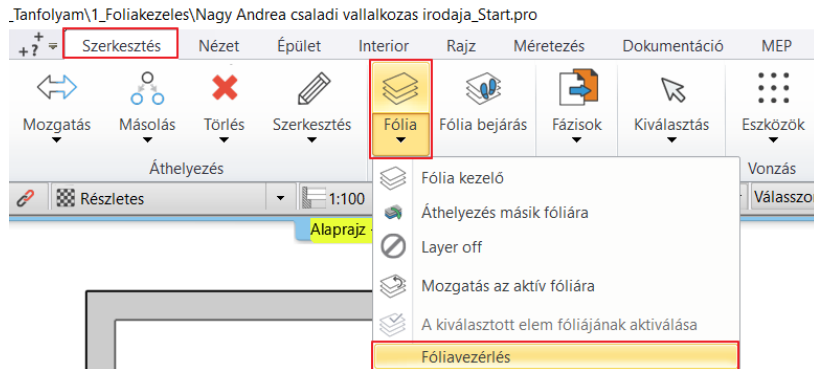 _Tanfolyam\1_Foliakezeles\Nagy Andrea csaladi vallalkozas irodaja_Start.pro
Szerkesztés Nézet Épület Interior Rajz Méretezés Dokumentáció MEP
Mozgatás Másolás Törlés Szerkesztés Fólia Fólia bejárás Fázisok Kiválasztás Eszközök
Áthelyezés Vonzás
Részletes 1:100 Válasszo
Alaprajz -
Fólia kezelő
Áthelyezés másik fóliára
Layer off
Mozgatás az aktív fóliára
A kiválasztott elem fóliájának aktiválása
Fóliavezérlés